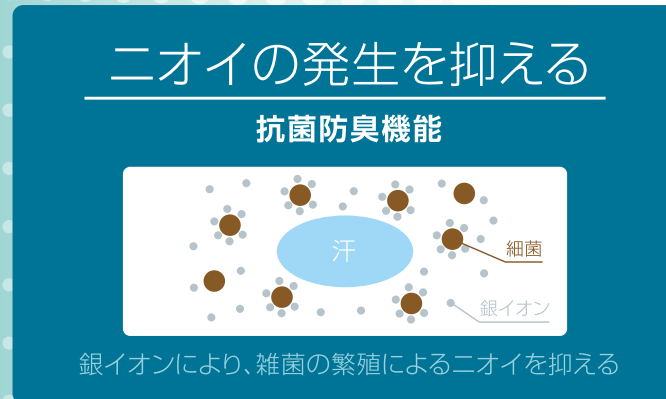 ニオイの発生を抑える
抗菌防臭機能
汗
細菌
銀イオン
銀イオンにより、雑菌の繁殖によるニオイを抑える